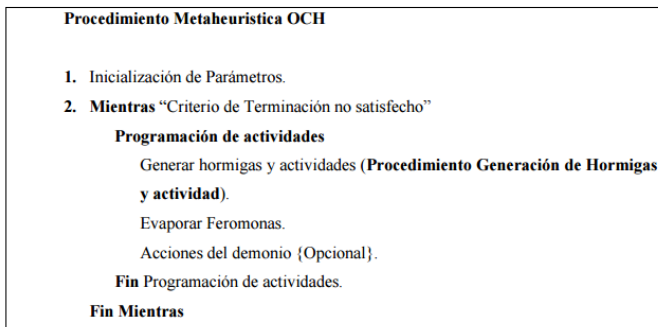 Procedimiento Metaheuristica OCH
1. Inicialización de Parámetros.
2. Mientras “Criterio de Terminación no satisfecho”
Programación de actividades
Generar hormigas y actividades (Procedimiento Generación de Hormigas
y actividad).
Evaporar Feromonas.
Acciones del demonio {Opcional}.
Fin Programación de actividades.
Fin Mientras